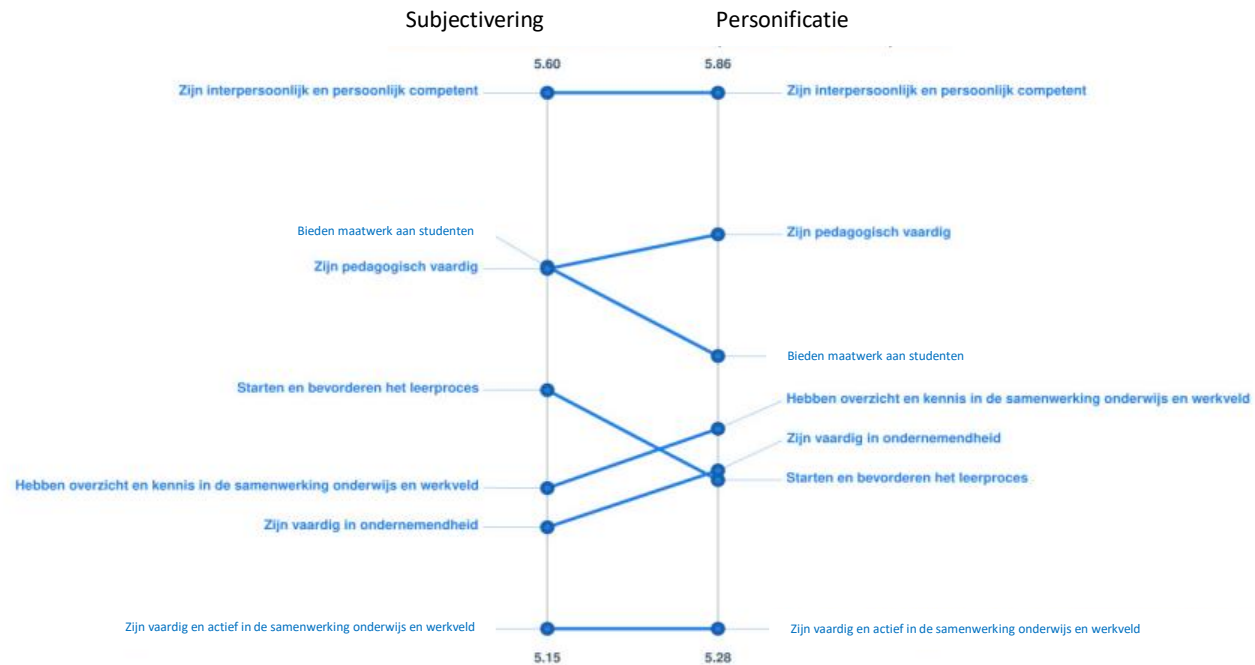 Subjectivering
Personificatie
5.60
5.86
Zijn interpersoonlijk en persoonlijk competent
Zijn interpersoonlijk en persoonlijk competent
Bieden maatwerk aan studenten
Zijn pedagogisch vaardig
Zijn pedagogisch vaardig
Bieden maatwerk aan studenten
Starten en bevorderen het leerproces
Hebben overzicht en kennis in de samenwerking onderwijs en werkveld
Zijn vaardig in ondernemendheid
Hebben overzicht en kennis in de samenwerking onderwijs en werkveld
Starten en bevorderen het leerproces
Zijn vaardig in ondernemendheid
Zijn vaardig en actief in de samenwerking onderwijs en werkveld
Zijn vaardig en actief in de samenwerking onderwijs en werkveld
5.15
5.28